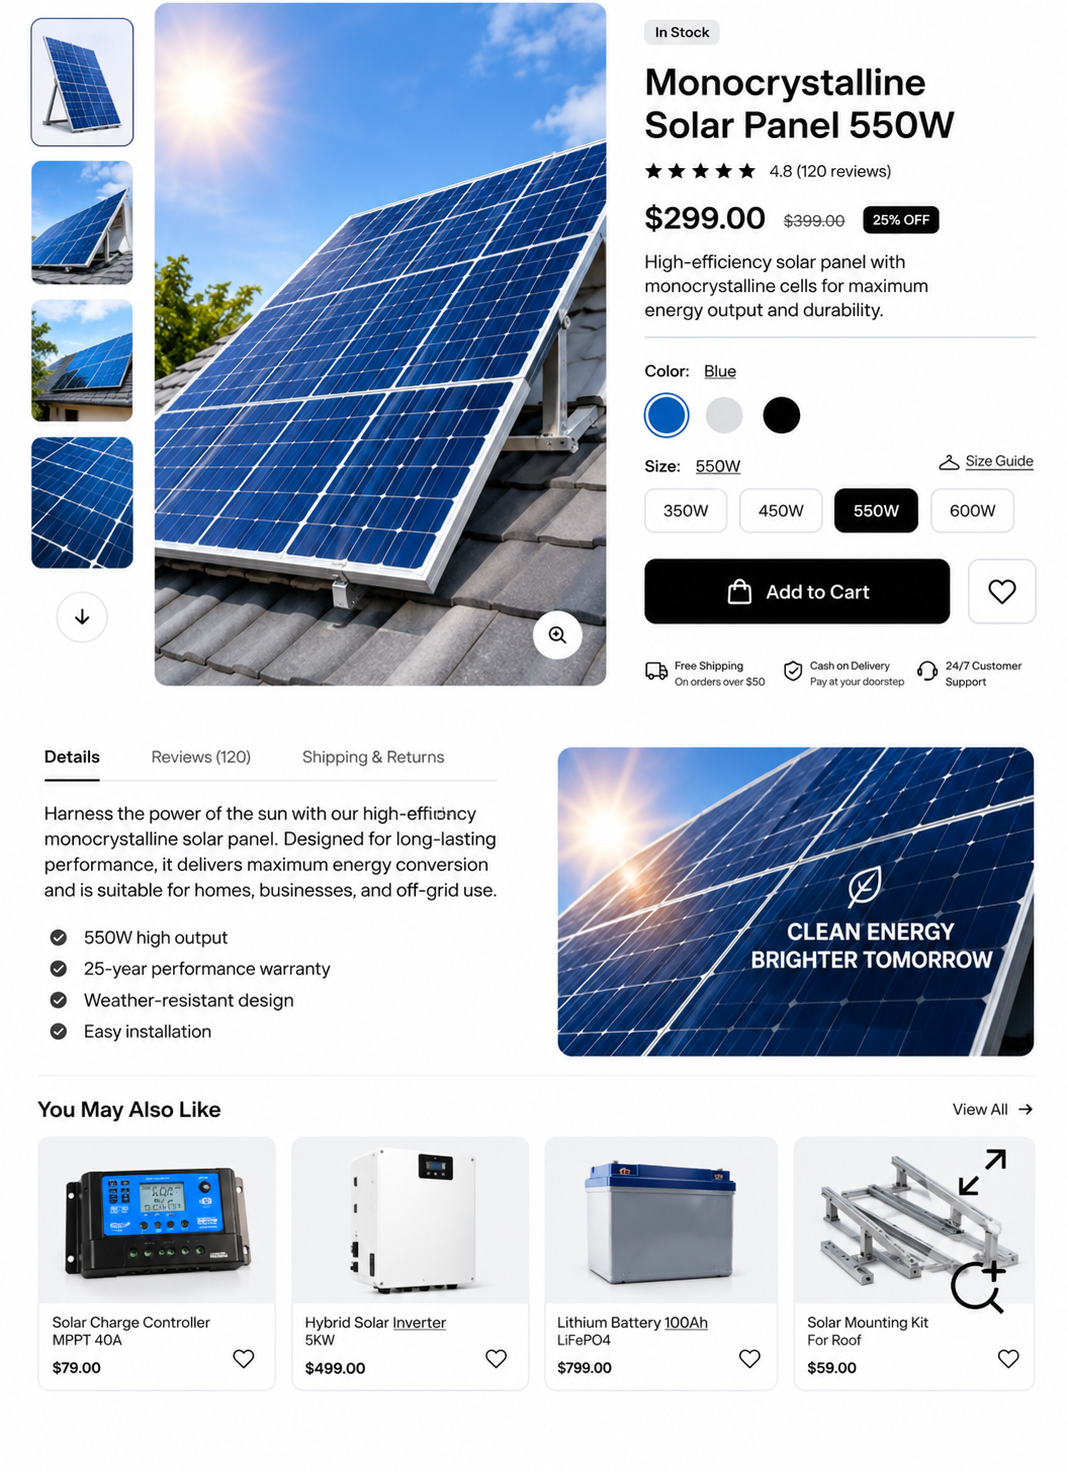 In Stock
Monocrystalline
Solar Panel 550W
4.8 (120 reviews)
$299.00 $399.00 25% OFF
High-efficiency solar panel with
monocrystalline cells for maximum
energy output and durability.
Color: Blue
Size: 550W Size Guide
350W 450W 550W 600W
Add to Cart
Free Shipping
On orders over $50
Cash on Delivery
Pay at your doorstep
24/7 Customer
Support
Details Reviews (120) Shipping & Returns
Harness the power of the sun with our
monocrystalline solar panel. Designed for long-lasting
performance, it delivers maximum energy conversion
and is suitable for homes, businesses, and off-grid use.
550W high output
25-year performance warranty
Weather-resistant design
Easy installation
CLEAN ENERGY
BRIGHTER TOMORROW
You May Also Like View All
Solar Charge Controller
MPPT 40A
$79.00
Hybrid Solar Inverter
5KW
$499.00
Lithium Battery 100Ah
LiFePO4
$799.00
Solar Mounting Kit
For Roof
$59.00